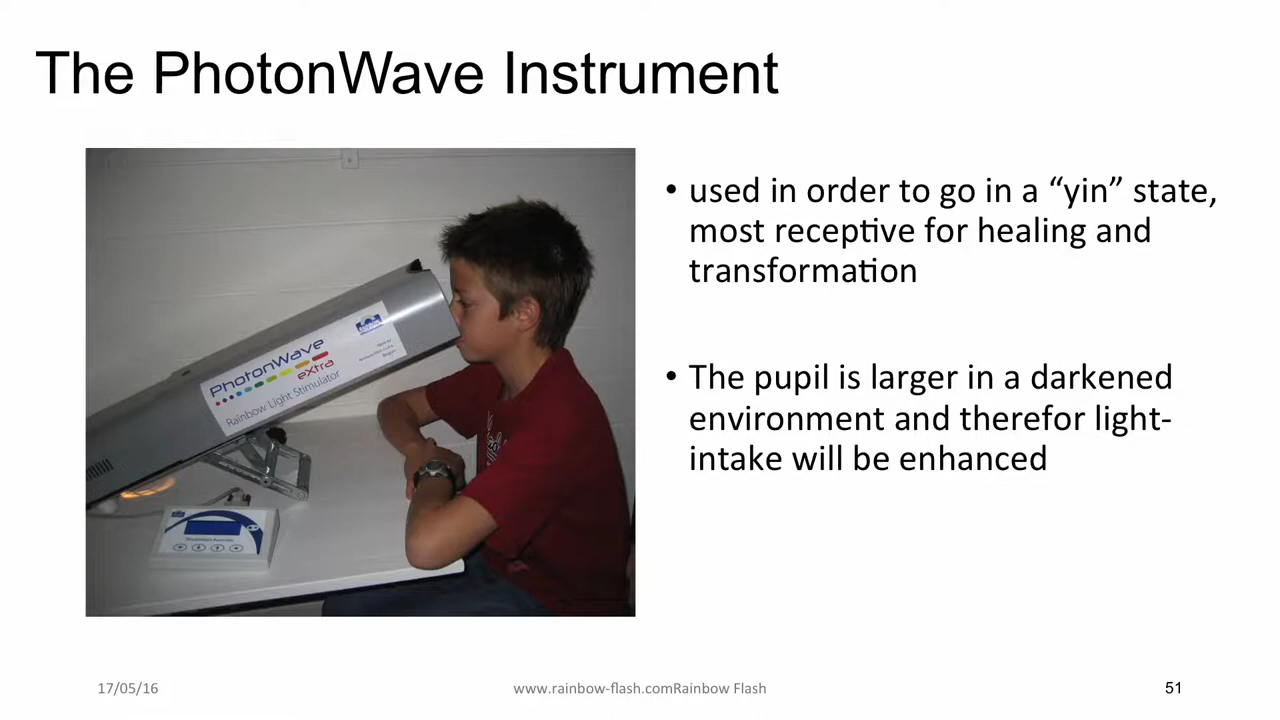 The PhotonWave Instrument
• used in order to go in a “yin” state,
most receptive for healing and
transformation
PhotonWave
eXtra
Rainbow Light Stimulator
• The pupil is larger in a darkened
environment and therefor light-
intake will be enhanced
17/05/16
www.rainbow-flash.comRainbow Flash
51